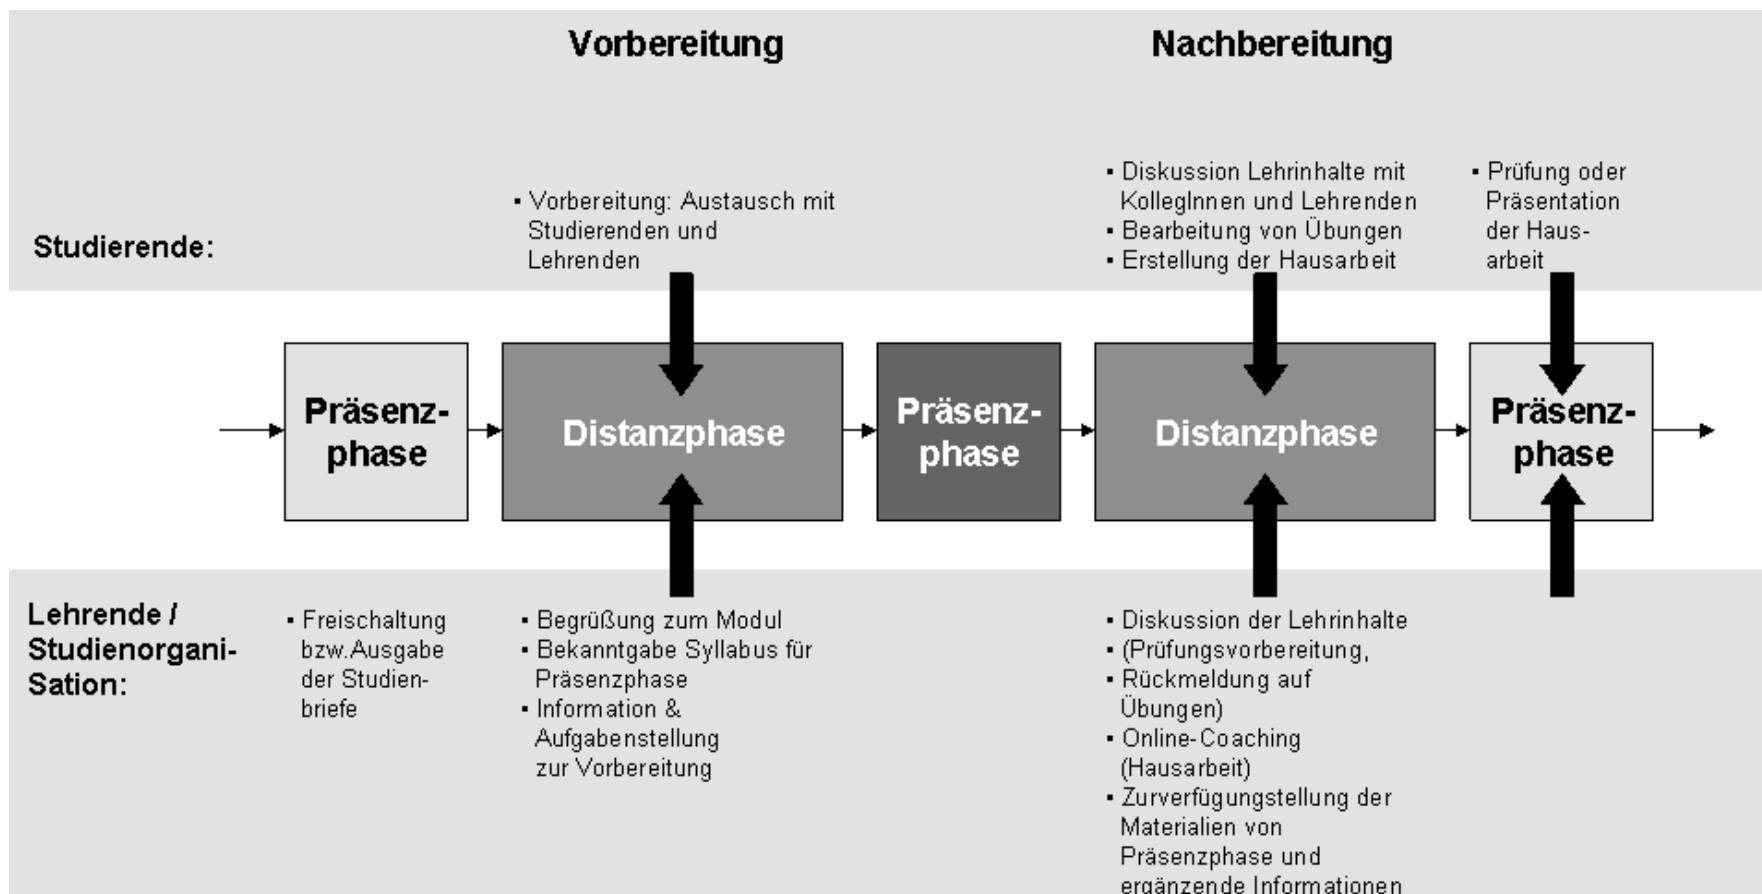 Vorbereitung
Nachbereitung
Studierende:
▪ Vorbereitung: Austausch mit
Studierenden und
Lehrenden
▪ Diskussion Lehrinhalte mit
KollegInnen und Lehrenden
▪ Bearbeitung von Übungen
▪ Erstellung der Hausarbeit
▪ Prüfung oder
Präsentation
der Haus-
arbeit
Präsenz-
phase
Distanzphase
Präsenz-
phase
Distanzphase
Präsenz-
phase
Lehrende /
Studienorgani-
Sation:
▪ Freischaltung
bzw.Ausgabe
der Studien-
briefe
▪ Begrüßung zum Modul
▪ Bekanntgabe Syllabus für
Präsenzphase
▪ Information &
Aufgabenstellung
zur Vorbereitung
▪ Diskussion der Lehrinhalte
▪ (Prüfungsvorbereitung,
▪ Rückmeldung auf
Übungen)
▪ Online-Coaching
(Hausarbeit)
▪ Zurverfügungstellung der
Materialien von
Präsenzphase und
ergänzende Informationen